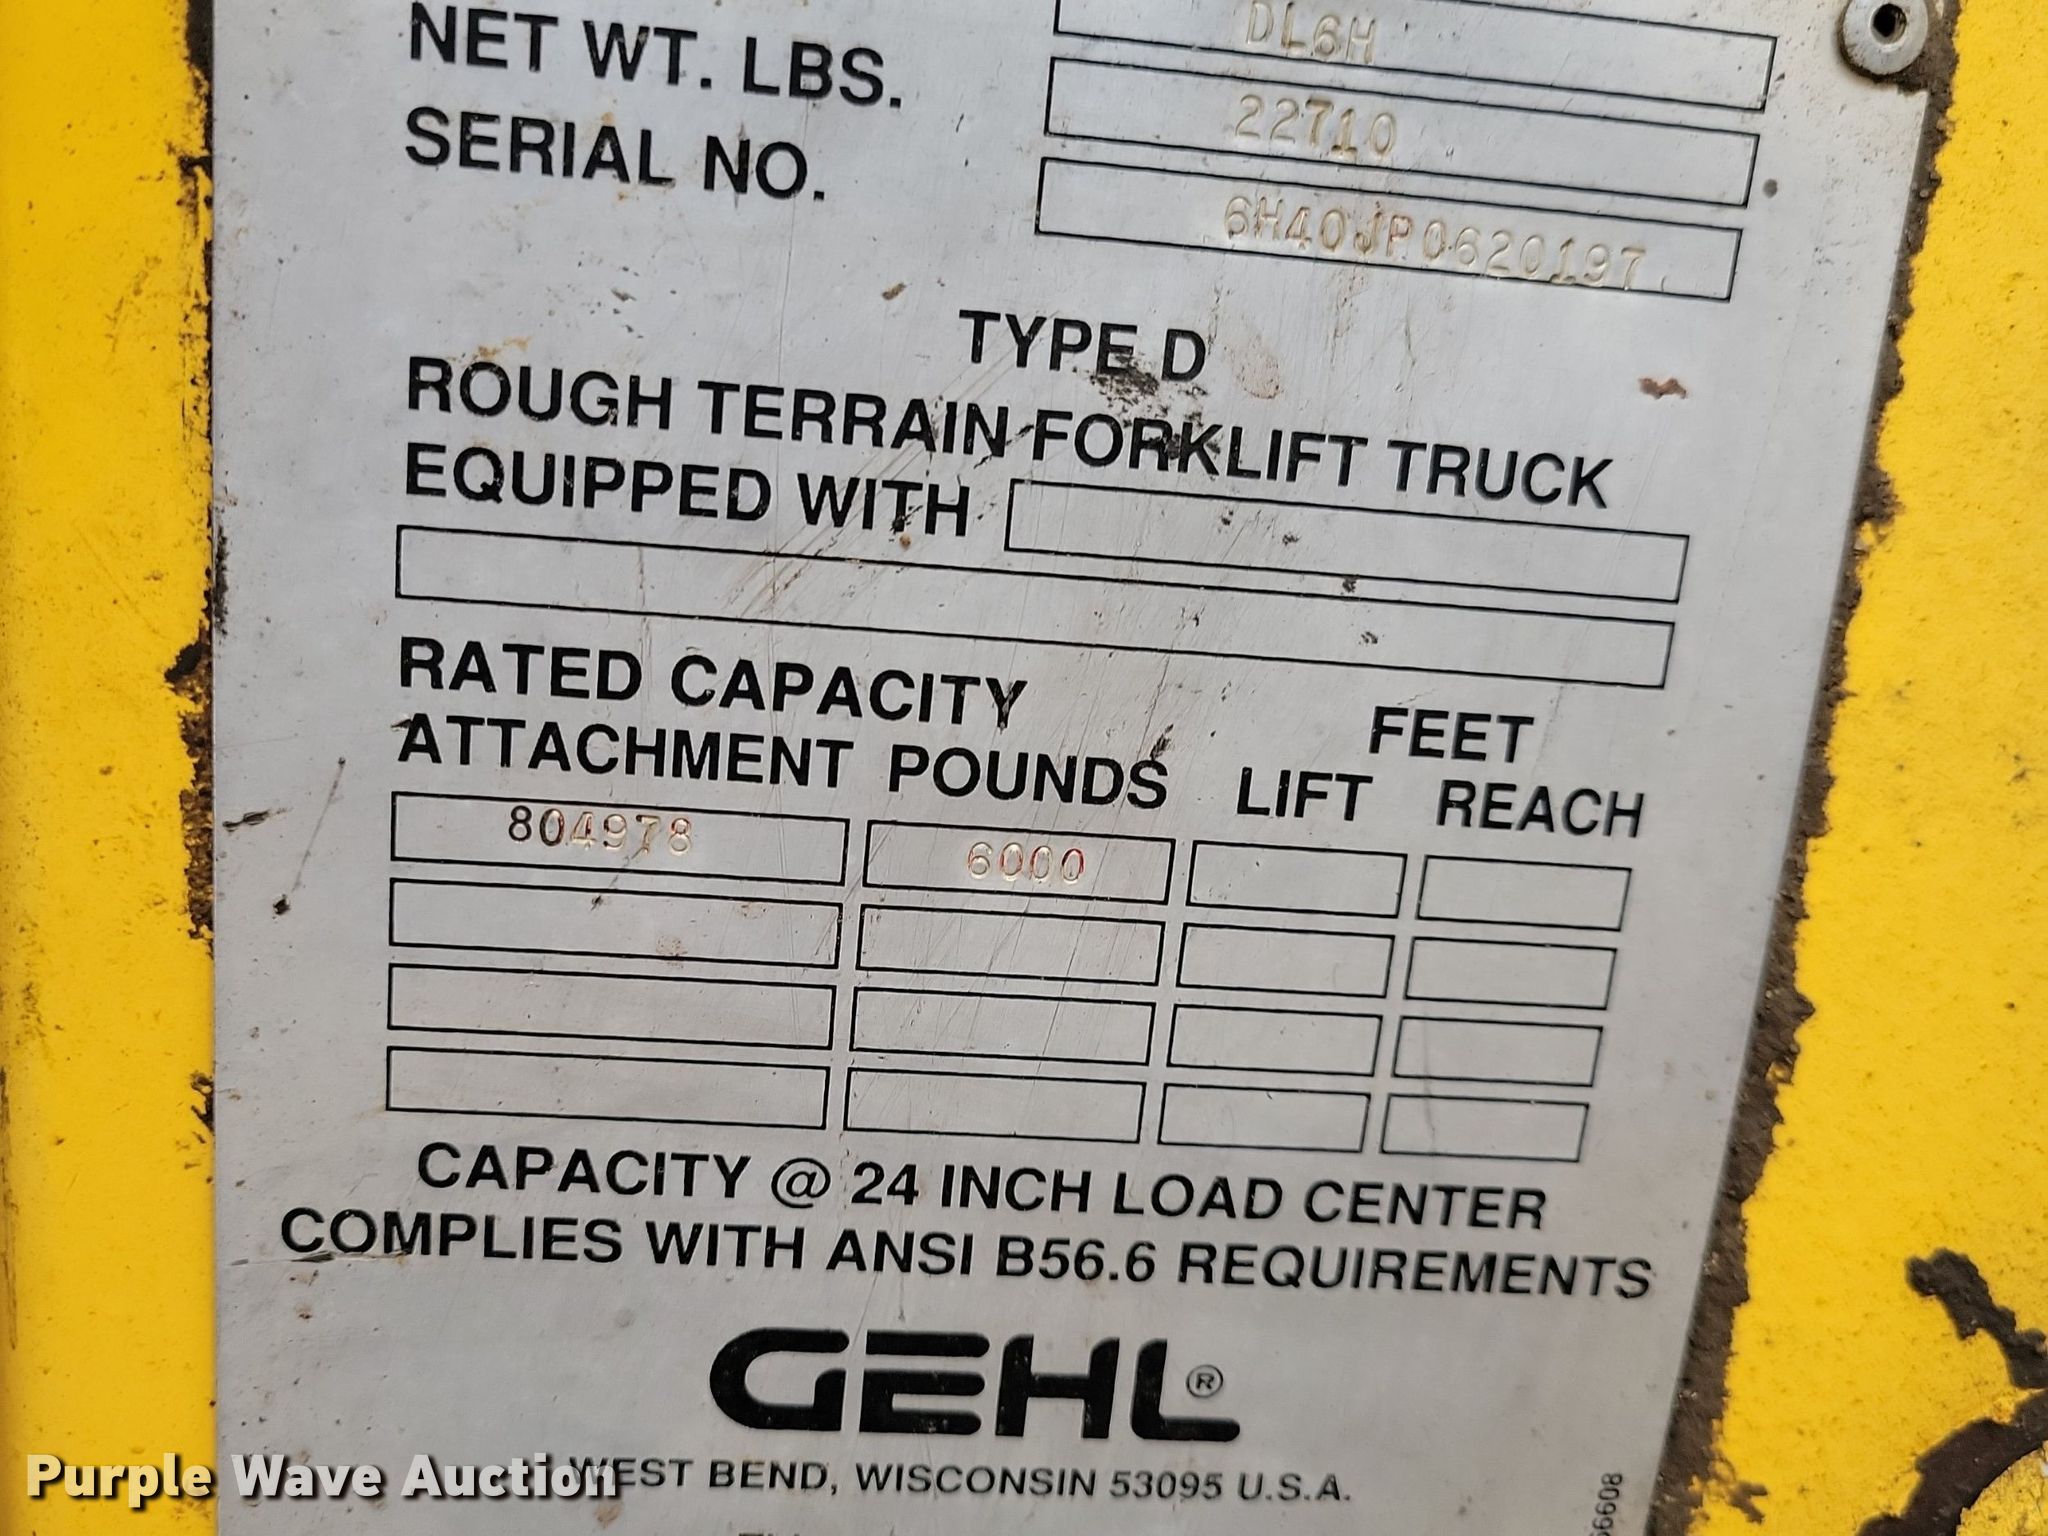 DL6H
NET WT. LBS. 22710
SERIAL NO. 6H40JP0620197
TYPE D
ROUGH TERRAIN FORKLIFT TRUCK
EQUIPPED WITH
RATED CAPACITY
FEET
ATTACHMENT POUNDS LIFT REACH
804978 6000
CAPACITY @ 24 INCH LOAD CENTER
COMPLIES WITH ANSI B56.6 REQUIREMENTS
GEHL®
WEST BEND, WISCONSIN 53095 U.S.A.
Purple Wave Auction